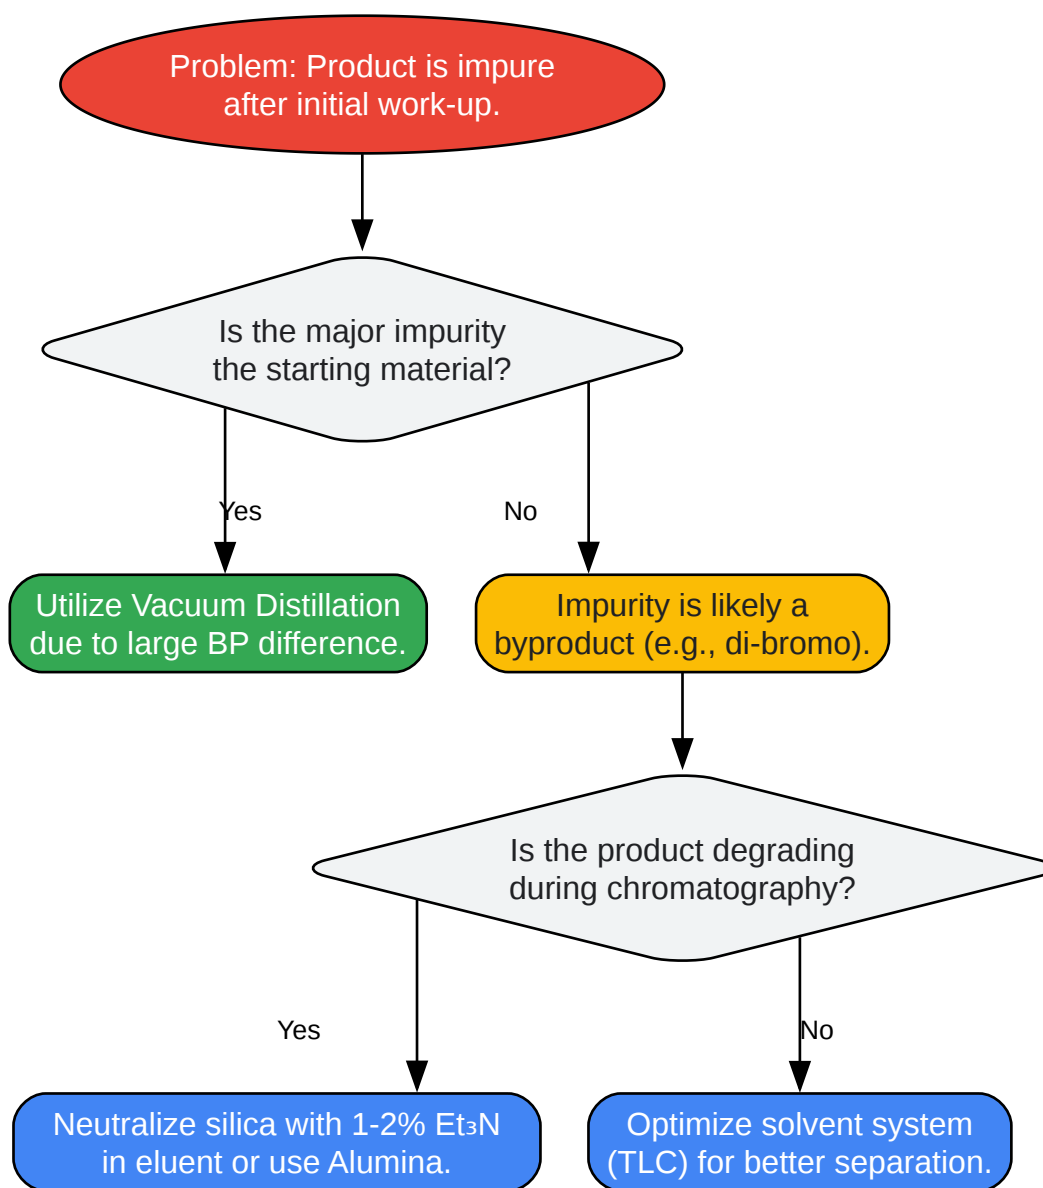 Problem: Product is impure
after initial work-up.
Is the major impurity
the starting material?
Yes
No
Utilize Vacuum Distillation
due to large BP difference.
Impurity is likely a
byproduct (e.g., di-bromo).
Is the product degrading
during chromatography?
Yes
No
Neutralize silica with 1-2% Et₃N
in eluent or use Alumina.
Optimize solvent system
(TLC) for better separation.